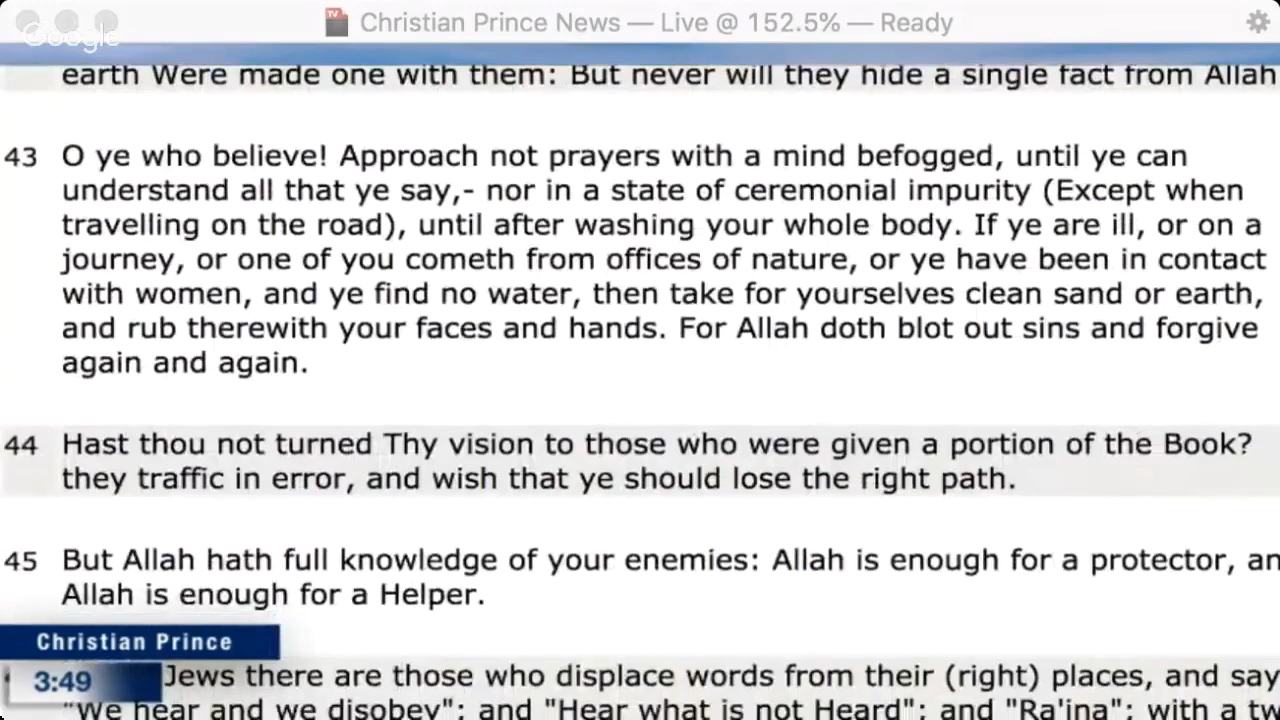 Christian Prince News — Live @ 152.5% — Ready
Google
earth Were made one with them: But never will they hide a single fact from Allah
43 O ye who believe! Approach not prayers with a mind befogged, until ye can
understand all that ye say,- nor in a state of ceremonial impurity (Except when
travelling on the road), until after washing your whole body. If ye are ill, or on a
journey, or one of you cometh from offices of nature, or ye have been in contact
with women, and ye find no water, then take for yourselves clean sand or earth,
and rub therewith your faces and hands. For Allah doth blot out sins and forgive
again and again.
44 Hast thou not turned Thy vision to those who were given a portion of the Book?
they traffic in error, and wish that ye should lose the right path.
45 But Allah hath full knowledge of your enemies: Allah is enough for a protector, an
Allah is enough for a Helper.
Christian Prince
Jews there are those who displace words from their (right) places, and say
3:49
"We hear and we disobey"; and "Hear what is not Heard"; and "Ra'ina"; with a tw